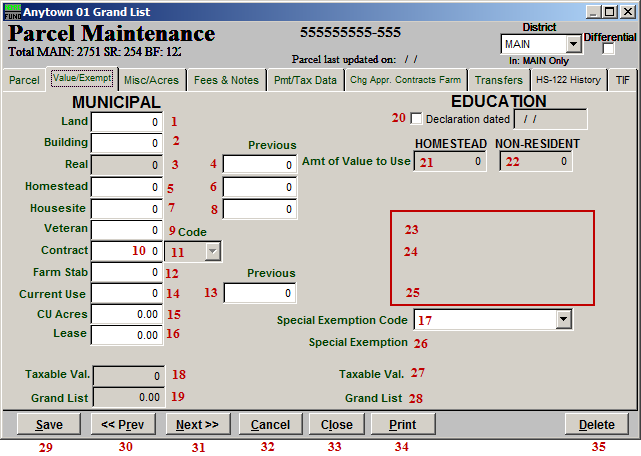 FUND Anytown 01 Grand List
Parcel Maintenance 555555555-555 District
Total MAIN: 2751 SR: 254 BF: 122 MAIN Differential
Parcel last updated on: / / In: MAIN Only
Parcel Value/Exempt Misc/Acres Fees & Notes Pmt/Tax Data Chg Appr. Contracts Farm Transfers HS-122 History TIF
MUNICIPAL EDUCATION
Land 0 1 20 Declaration dated / /
Building 0 2 Previous HOMESTEAD NON-RESIDENT
Real 0 3 4 0 Amt of Value to Use 21 0 22 0
Homestead 0 5 6 0
Housesite 0 7 8 0
Veteran 0 9 Code 23
Contract 10 0 11 24
Farm Stab 0 12 Previous
Current Use 0 14 13 0 25
CU Acres 0.00 15 Special Exemption Code 17
Lease 0.00 16 Special Exemption 26
Taxable Val. 0 18 Taxable Val. 27
Grand List 0.00 19 Grand List 28
Save << Prev Next >> Cancel Close Print Delete
29 30 31 32 33 34 35